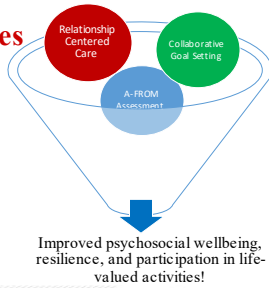 es
Relationship
Centered
Care
Collaborative
Goal Setting
A-FROM
Assessment
Improved psychosocial wellbeing,
resilience, and participation in life-
valued activities!